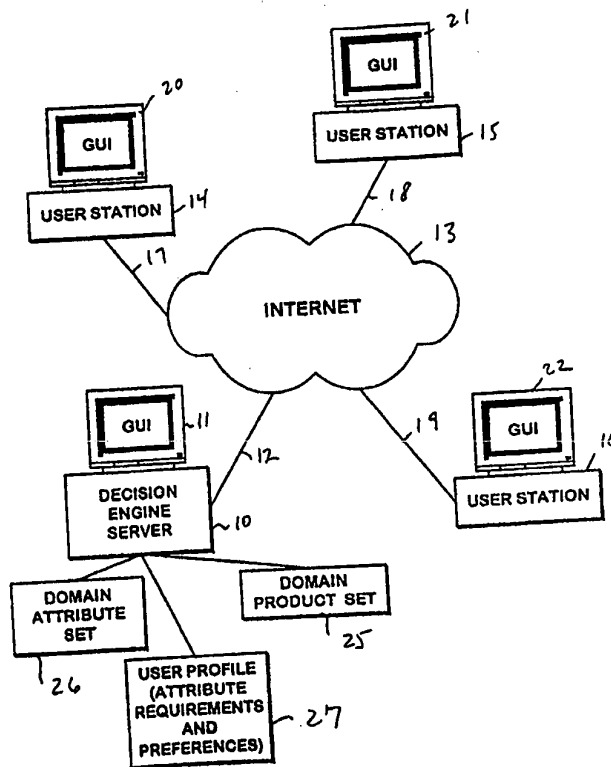 21
GUI
USER STATION
15
20
GUI
USER STATION
14
18
17
13
INTERNET
22
GUI
USER STATION
19
11
GUI
12
DECISION
ENGINE
SERVER
10
DOMAIN
ATTRIBUTE
SET
26
DOMAIN
PRODUCT SET
25
USER PROFILE
(ATTRIBUTE
REQUIREMENTS
AND
PREFERENCES)
27